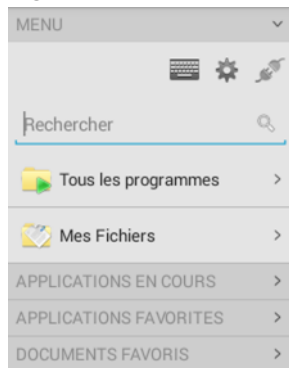 MENU
Rechercher
Tous les programmes
Mes Fichiers
APPLICATIONS EN COURS
APPLICATIONS FAVORITES
DOCUMENTS FAVORIS